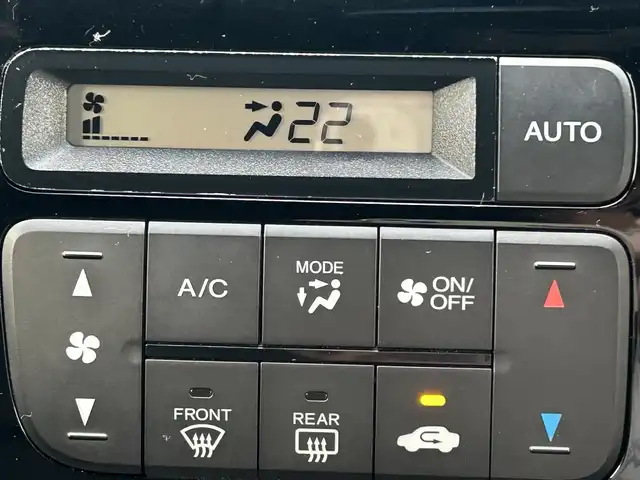 22
AUTO
A/C
MODE
ON/
OFF
FRONT
REAR